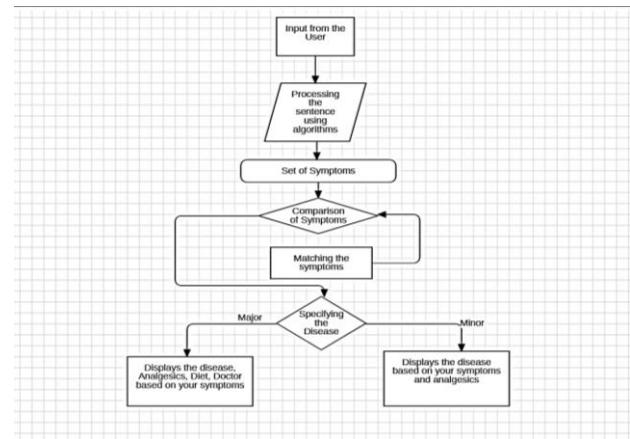 Input from the
User
Processing
the
sentence
using
algorithms
Set of Symptoms
Comparison
of Symptoms
Matching the
symptoms
Specifying
the
Disease
Major
Minor
Displays the disease,
Analgesics, Diet, Doctor
based on your symptoms
Displays the disease
based on your symptoms
and analgesics